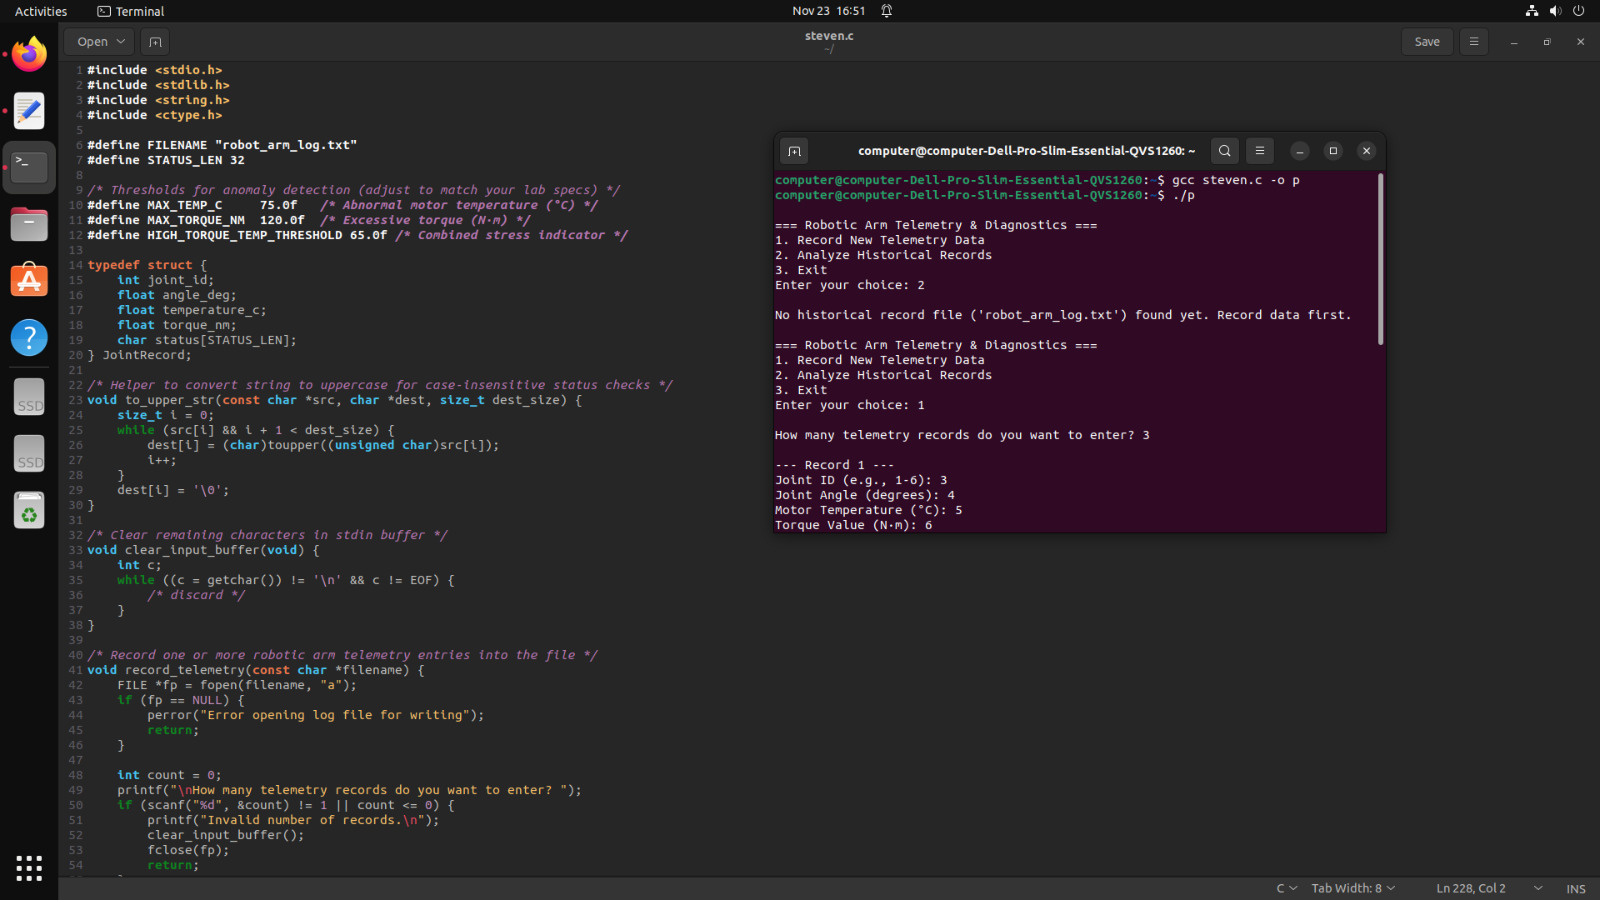 Activities
Terminal
Nov 23 16:51
Open
steven.c
~/
Save
1 #include <stdio.h>
2 #include <stdlib.h>
3 #include <string.h>
4 #include <ctype.h>
5
6 #define FILENAME "robot_arm_log.txt"
7 #define STATUS_LEN 32
8
9 /* Thresholds for anomaly detection (adjust to match your lab specs) */
10 #define MAX_TEMP_C     75.0f   /* Abnormal motor temperature (°C) */
11 #define MAX_TORQUE_NM  120.0f  /* Excessive torque (N·m) */
12 #define HIGH_TORQUE_TEMP_THRESHOLD 65.0f /* Combined stress indicator */
13
14 typedef struct {
15     int joint_id;
16     float angle_deg;
17     float temperature_c;
18     float torque_nm;
19     char status[STATUS_LEN];
20 } JointRecord;
21
22 /* Helper to convert string to uppercase for case-insensitive status checks */
23 void to_upper_str(const char *src, char *dest, size_t dest_size) {
24     size_t i = 0;
25     while (src[i] && i + 1 < dest_size) {
26         dest[i] = (char)toupper((unsigned char)src[i]);
27         i++;
28     }
29     dest[i] = '\0';
30 }
31
32 /* Clear remaining characters in stdin buffer */
33 void clear_input_buffer(void) {
34     int c;
35     while ((c = getchar()) != '\n' && c != EOF) {
36         /* discard */
37     }
38 }
39
40 /* Record one or more robotic arm telemetry entries into the file */
41 void record_telemetry(const char *filename) {
42     FILE *fp = fopen(filename, "a");
43     if (fp == NULL) {
44         perror("Error opening log file for writing");
45         return;
46     }
47
48     int count = 0;
49     printf("\nHow many telemetry records do you want to enter? ");
50     if (scanf("%d", &count) != 1 || count <= 0) {
51         printf("Invalid number of records.\n");
52         clear_input_buffer();
53         fclose(fp);
54         return;
computer@computer-Dell-Pro-Slim-Essential-QVS1260: ~
computer@computer-Dell-Pro-Slim-Essential-QVS1260:~$ gcc steven.c -o p
computer@computer-Dell-Pro-Slim-Essential-QVS1260:~$ ./p
=== Robotic Arm Telemetry & Diagnostics ===
1. Record New Telemetry Data
2. Analyze Historical Records
3. Exit
Enter your choice: 2
No historical record file ('robot_arm_log.txt') found yet. Record data first.
=== Robotic Arm Telemetry & Diagnostics ===
1. Record New Telemetry Data
2. Analyze Historical Records
3. Exit
Enter your choice: 1
How many telemetry records do you want to enter? 3
--- Record 1 ---
Joint ID (e.g., 1-6): 3
Joint Angle (degrees): 4
Motor Temperature (°C): 5
Torque Value (N·m): 6
SSD
SSD
C
Tab Width: 8
Ln 228, Col 2
INS